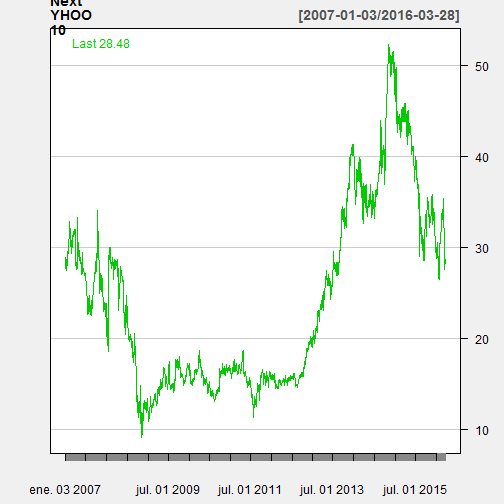 Next
YHOO
10
[2007-01-03/2016-03-28]
Last 28.48
50
40
30
20
10
ene. 03 2007
jul. 01 2009
jul. 01 2011
jul. 01 2013
jul. 01 2015